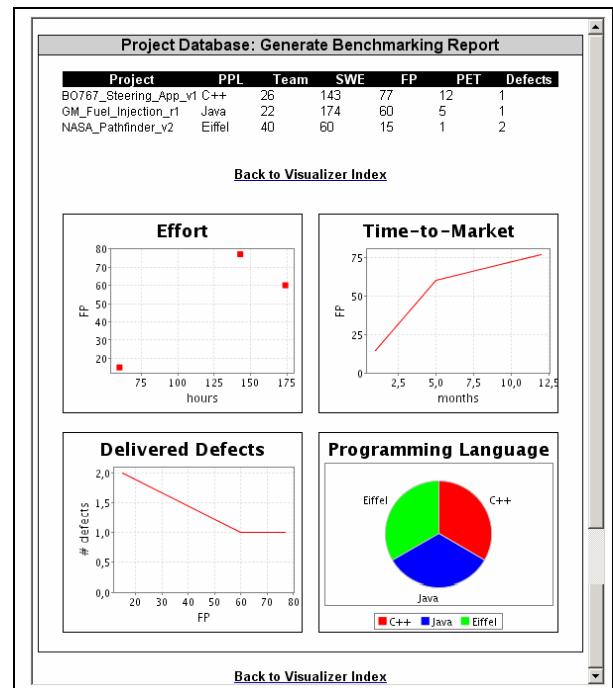 Project Database: Generate Benchmarking Report
Project PPL Team SWE FP PET Defects
BO767_Steering_App_v1 C++ 26 143 77 12 1
GM_Fuel_Injection_r1 Java 22 174 60 5 1
NASA_Pathfinder_v2 Eiffel 40 60 15 1 2
Back to Visualizer Index
Effort
80
70
60
50
40
30
20
FP
75 100 125 150 175
hours
Time-to-Market
75
50
25
0
FP
2,5 5,0 7,5 10,0 12,5
months
Delivered Defects
2,0
1,5
1,0
0,5
0,0
# defects
20 30 40 50 60 70 80
FP
Programming Language
Eiffel C++
Java
C++ Java Eiffel
Back to Visualizer Index